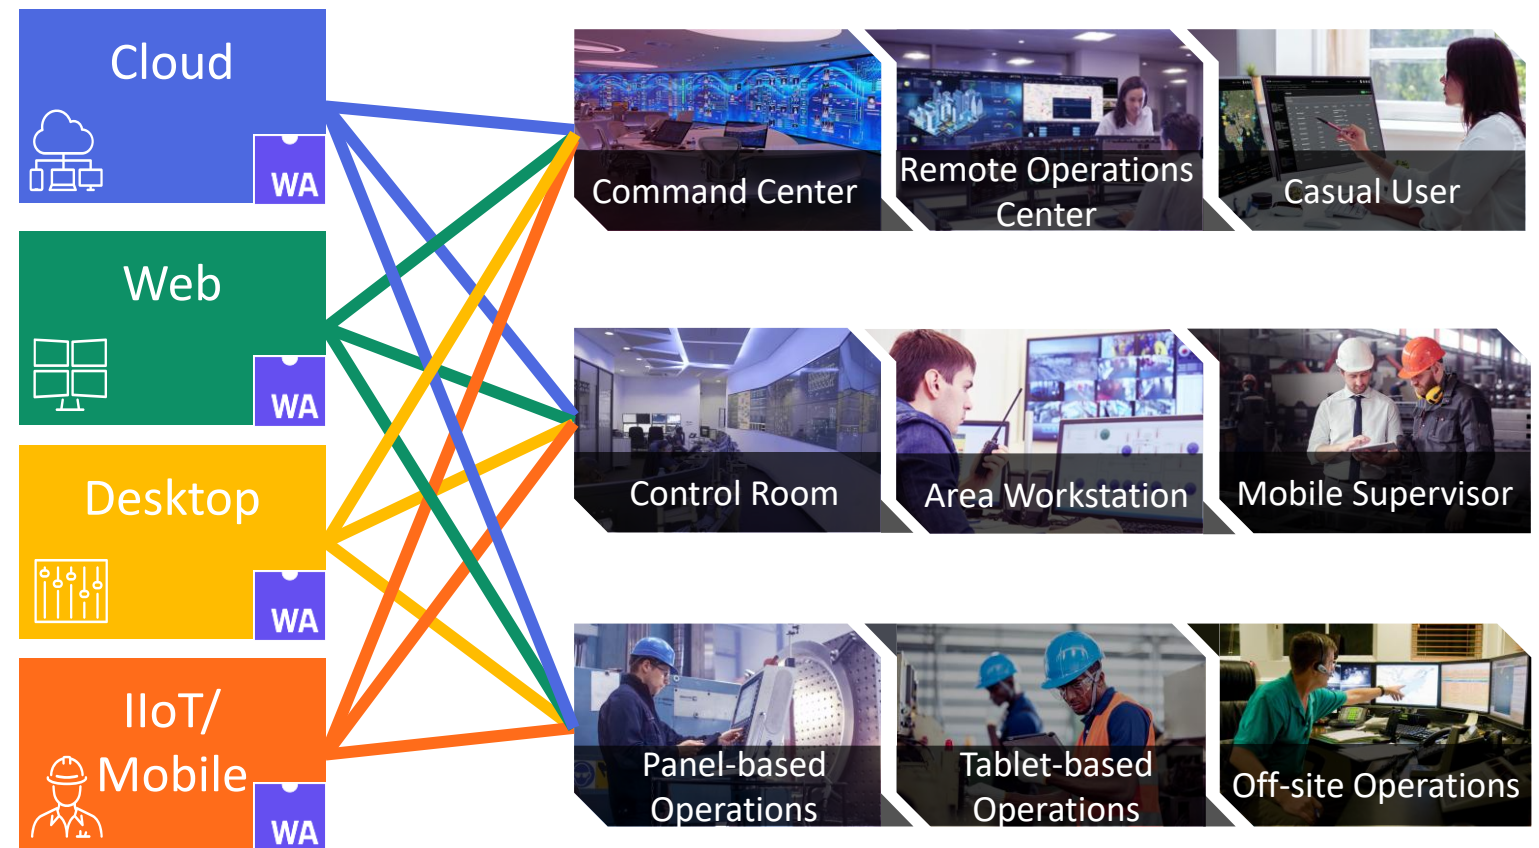 Cloud
WA
Web
WA
Desktop
WA
IIoT/
Mobile
WA
Command Center
Remote Operations
Center
Casual User
Control Room
Area Workstation
Mobile Supervisor
Panel-based
Operations
Tablet-based
Operations
Off-site Operations